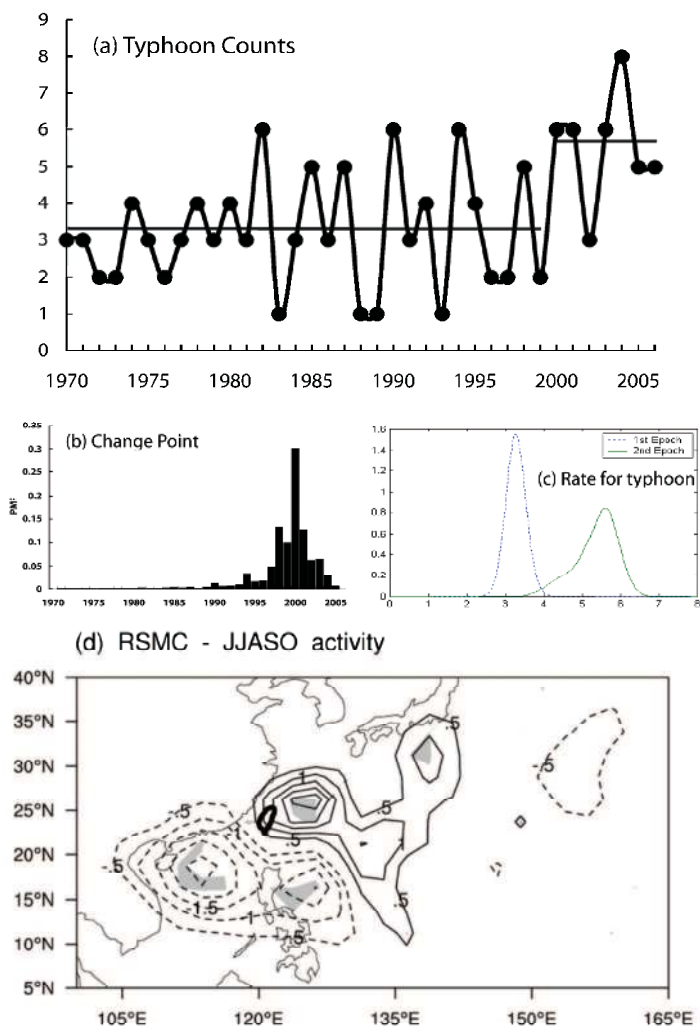 9
(a) Typhoon Counts
8
7
6
5
4
3
2
1
0
1970 1975 1980 1985 1990 1995 2000 2005
0.35
(b) Change Point
0.3
0.25
0.2
PMF
0.15
0.1
0.05
0
1970 1975 1980 1985 1990 1995 2000 2005
1.6
1st Epoch
2nd Epoch
1.4
(c) Rate for typhoon
1.2
1
0.8
0.6
0.4
0.2
0
0 1 2 3 4 5 6 7 8
(d) RSMC - JJASO activity
40°N
35°N
30°N
25°N
20°N
15°N
10°N
5°N
.5
1
-.5
-.5
.5
.5
-1
-.5
1
-1.5
.5
-1
.5
105°E 120°E 135°E 150°E 165°E